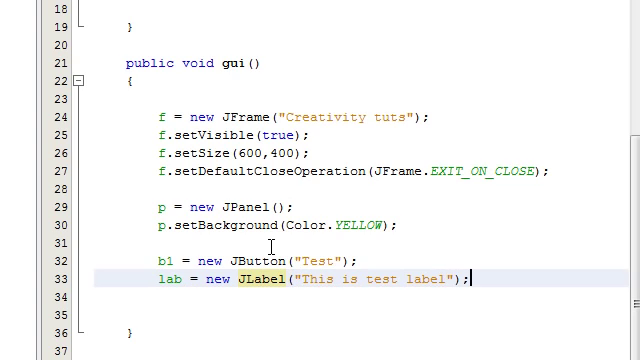 18
19 }
20
21 public void gui()
22 {
23
24 f = new JFrame("Creativity tuts");
25 f.setVisible(true);
26 f.setSize(600,400);
27 f.setDefaultCloseOperation(JFrame.EXIT_ON_CLOSE);
28
29 p = new JPanel();
30 p.setBackground(Color.YELLOW);
31
32 b1 = new JButton("Test");
33 lab = new JLabel("This is test label");
34
35
36 }
37